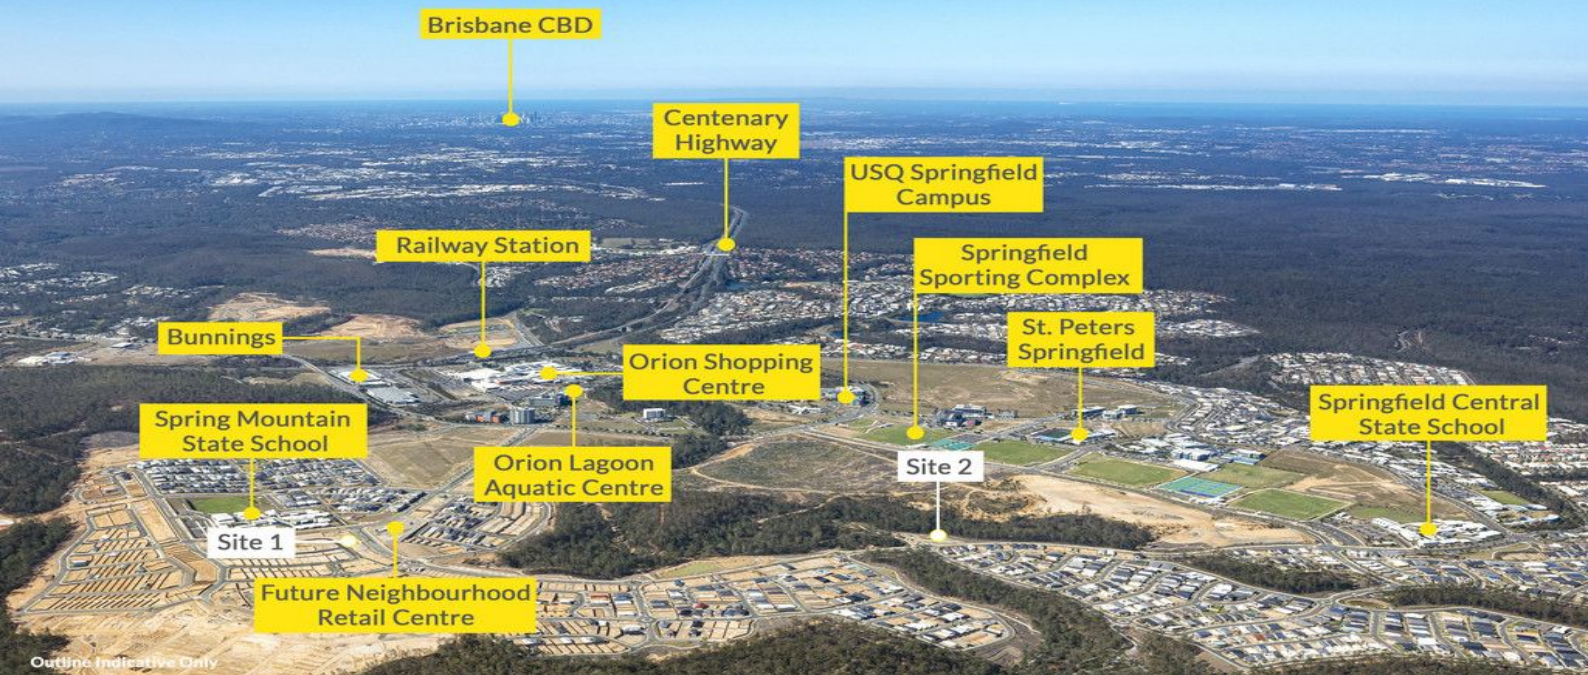 Brisbane CBD
Centenary
Highway
USQ Springfield
Campus
Railway Station
Springfield
Sporting Complex
Bunnings
St. Peters
Springfield
Orion Shopping
Centre
Spring Mountain
State School
Springfield Central
State School
Orion Lagoon
Aquatic Centre
Site 2
Site 1
Future Neighbourhood
Retail Centre
Outline Indicative Only